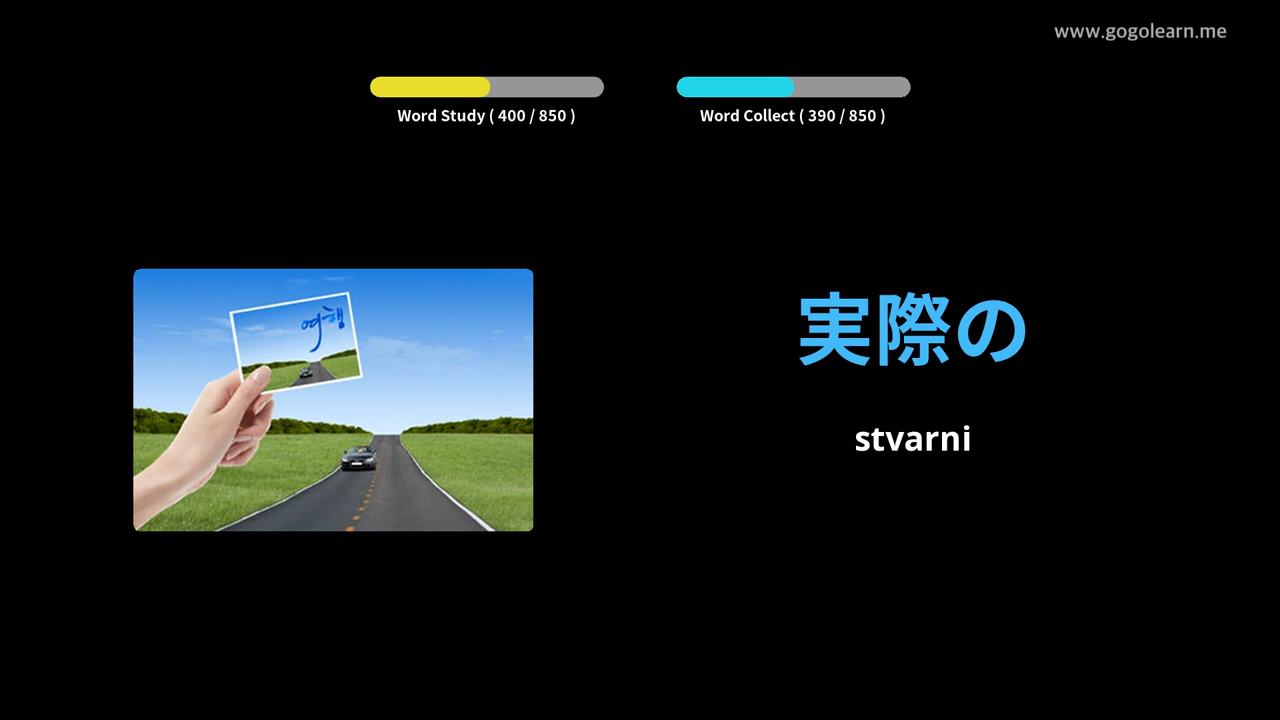 www.gogolearn.me
Word Study ( 400 / 850 )
Word Collect ( 390 / 850 )
여행
実際の
stvarni